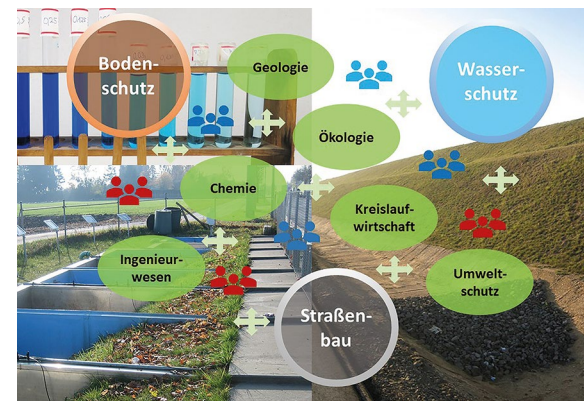 Boden-
schutz
Geologie
Wasser-
schutz
Ökologie
Chemie
Kreislauf-
wirtschaft
Ingenieur-
wesen
Umwelt-
schutz
Straßen-
bau